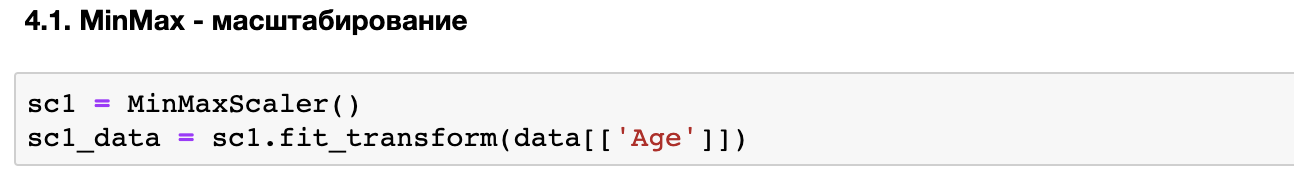 4.1. MinMax - масштабирование
sc1 = MinMaxScaler()
sc1_data = sc1.fit_transform(data[['Age']])